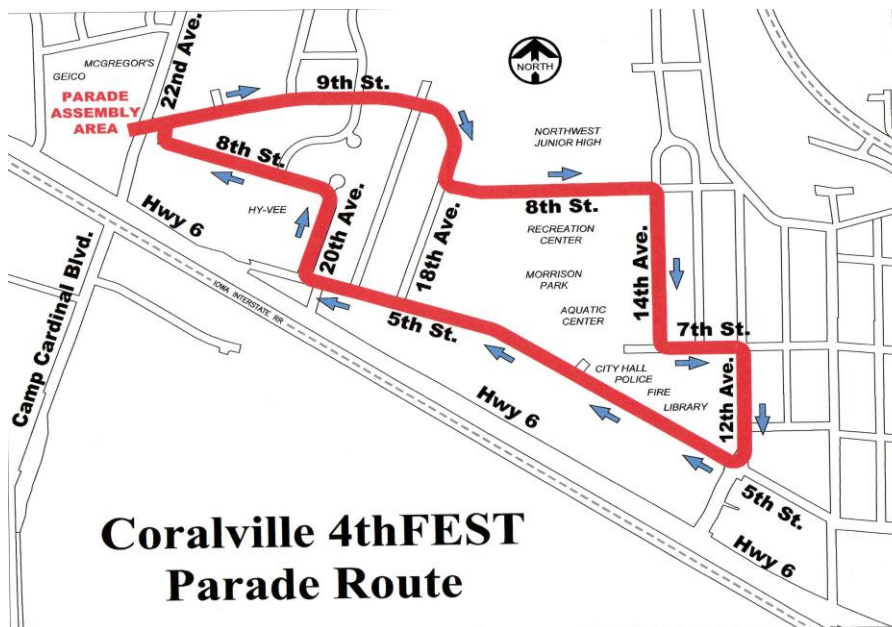 MCGREGOR'S
GEICO
PARADE
ASSEMBLY
AREA
22nd Ave.
9th St.
NORTH
8th St.
HY-VEE
Hwy 6
20th Ave.
18th Ave.
NORTHWEST
JUNIOR HIGH
8th St.
RECREATION
CENTER
MORRISON
PARK
AQUATIC
CENTER
14th Ave.
7th St.
12th Ave.
Camp Cardinal Blvd.
IOWA INTERSTATE RR
5th St.
CITY HALL
POLICE
FIRE
LIBRARY
Hwy 6
5th St.
Hwy 6
Coralville 4thFEST
Parade Route